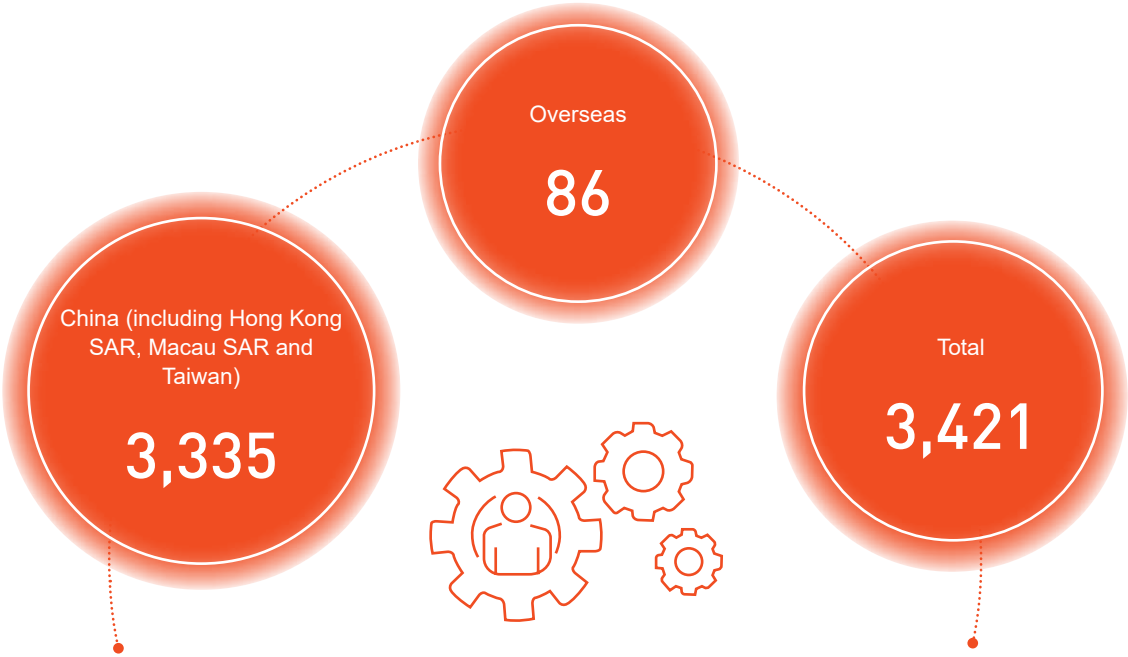 Overseas
86
China (including Hong Kong
SAR, Macau SAR and
Taiwan)
3,335
Total
3,421